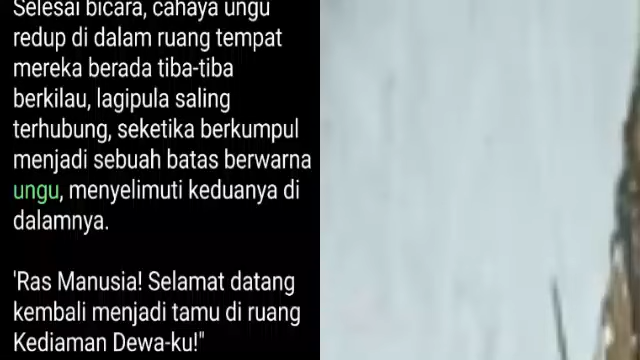 Selesai bicara, cahaya ungu
redup di dalam ruang tempat
mereka berada tiba-tiba
berkilau, lagipula saling
terhubung, seketika berkumpul
menjadi sebuah batas berwarna
ungu, menyelimuti keduanya di
dalamnya.
'Ras Manusia! Selamat datang
kembali menjadi tamu di ruang
Kediaman Dewa-ku!"